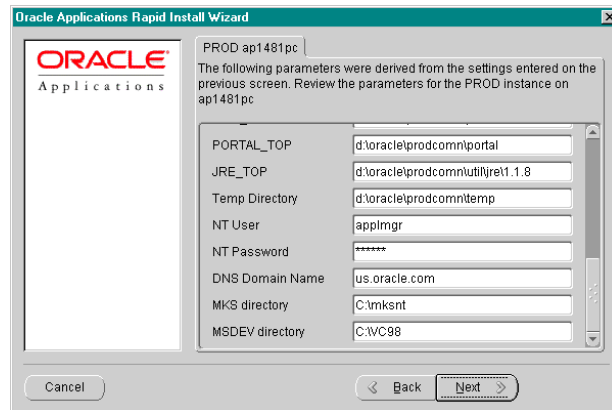 Oracle Applications Rapid Install Wizard
ORACLE®
Applications
PROD ap1481pc
The following parameters were derived from the settings entered on the
previous screen. Review the parameters for the PROD instance on
ap1481pc
PORTAL_TOP d:\oracle\prodcomn\portal
JRE_TOP d:\oracle\prodcomn\util\jre\1.1.8
Temp Directory d:\oracle\prodcomn\temp
NT User applmgr
NT Password ******
DNS Domain Name us.oracle.com
MKS directory C:\mksnt
MSDEV directory C:\VC98
Cancel Back Next